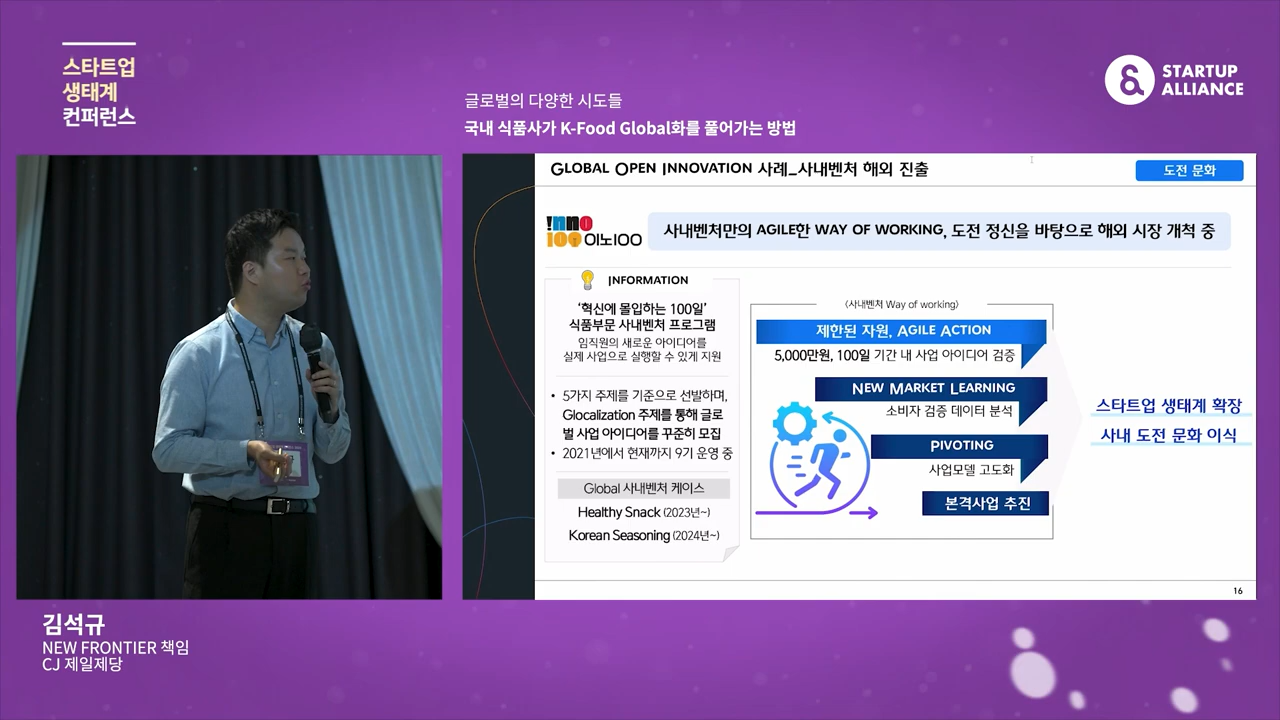 스타트업
생태계
컨퍼런스
STARTUP
ALLIANCE
글로벌의 다양한 시도들
국내 식품사가 K-Food Global화를 풀어가는 방법
GLOBAL OPEN INNOVATION 사례_사내벤처 해외 진출
도전 문화
!nno
100 이노100
사내벤처만의 AGILE한 WAY OF WORKING, 도전 정신을 바탕으로 해외 시장 개척 중
INFORMATION
‘혁신에 몰입하는 100일’
식품부문 사내벤처 프로그램
임직원의 새로운 아이디어를
실제 사업으로 실행할 수 있게 지원
• 5가지 주제를 기준으로 선발하며,
Glocalization 주제를 통해 글로
벌 사업 아이디어를 꾸준히 모집
• 2021년에서 현재까지 9기 운영 중
Global 사내벤처 케이스
Healthy Snack (2023년~)
Korean Seasoning (2024년~)
〈사내벤처 Way of working〉
제한된 자원, AGILE ACTION
5,000만원, 100일 기간 내 사업 아이디어 검증
NEW MARKET LEARNING
소비자 검증 데이터 분석
PIVOTING
사업모델 고도화
본격사업 추진
스타트업 생태계 확장
사내 도전 문화 이식
16
김석규
NEW FRONTIER 책임
CJ 제일제당